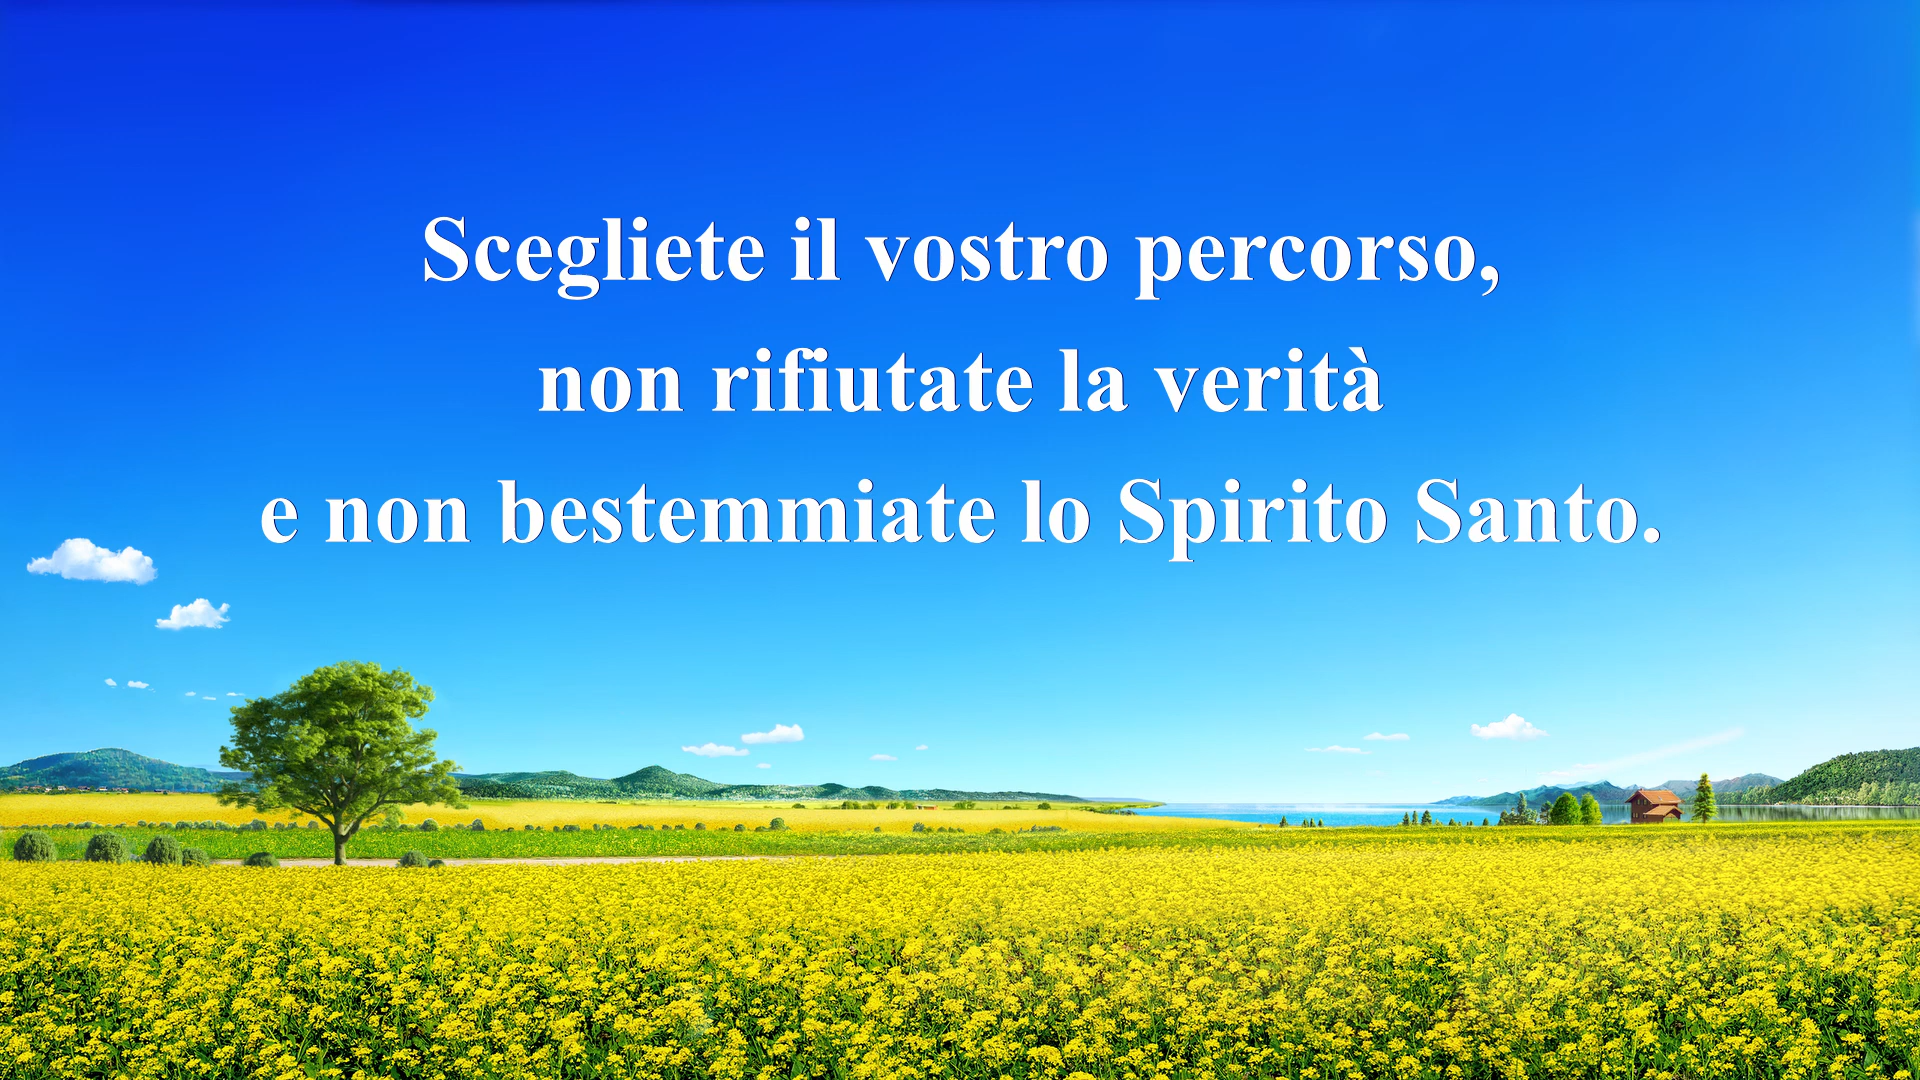 Scegliete il vostro percorso,
non rifiutate la verità
e non bestemmiate lo Spirito Santo.